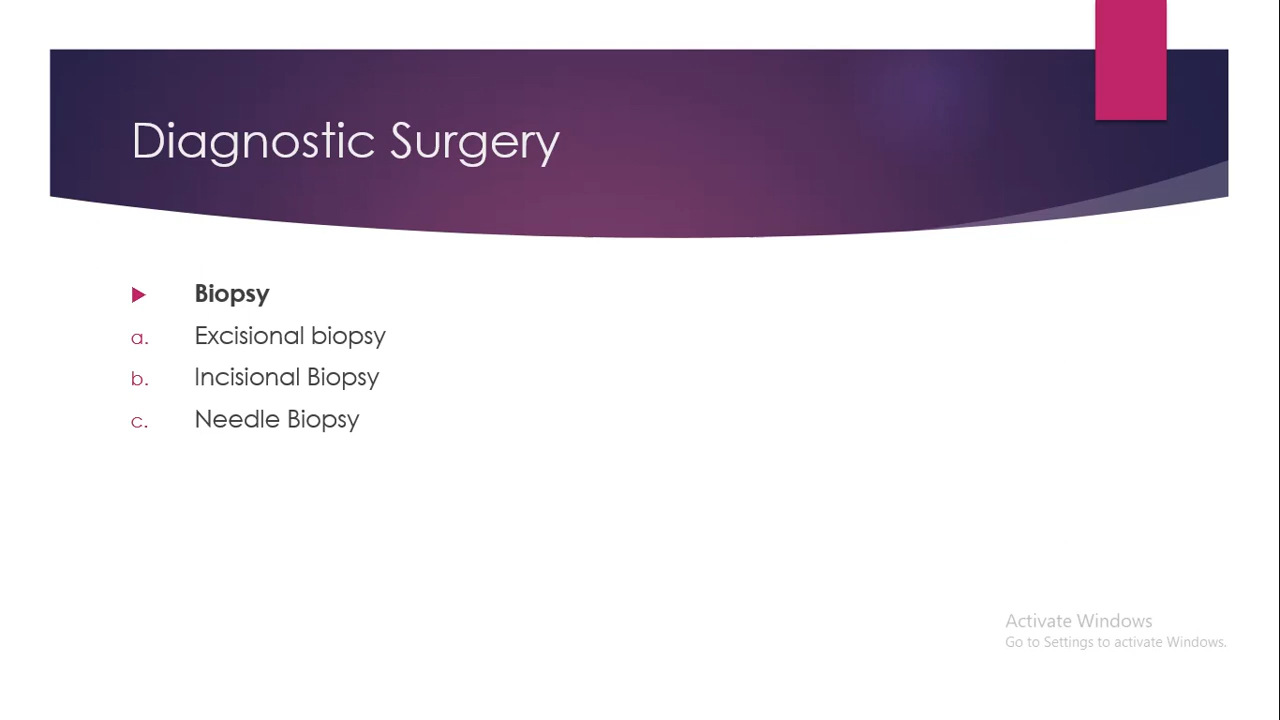 Diagnostic Surgery
Biopsy
a. Excisional biopsy
b. Incisional Biopsy
c. Needle Biopsy
Activate Windows
Go to Settings to activate Windows.